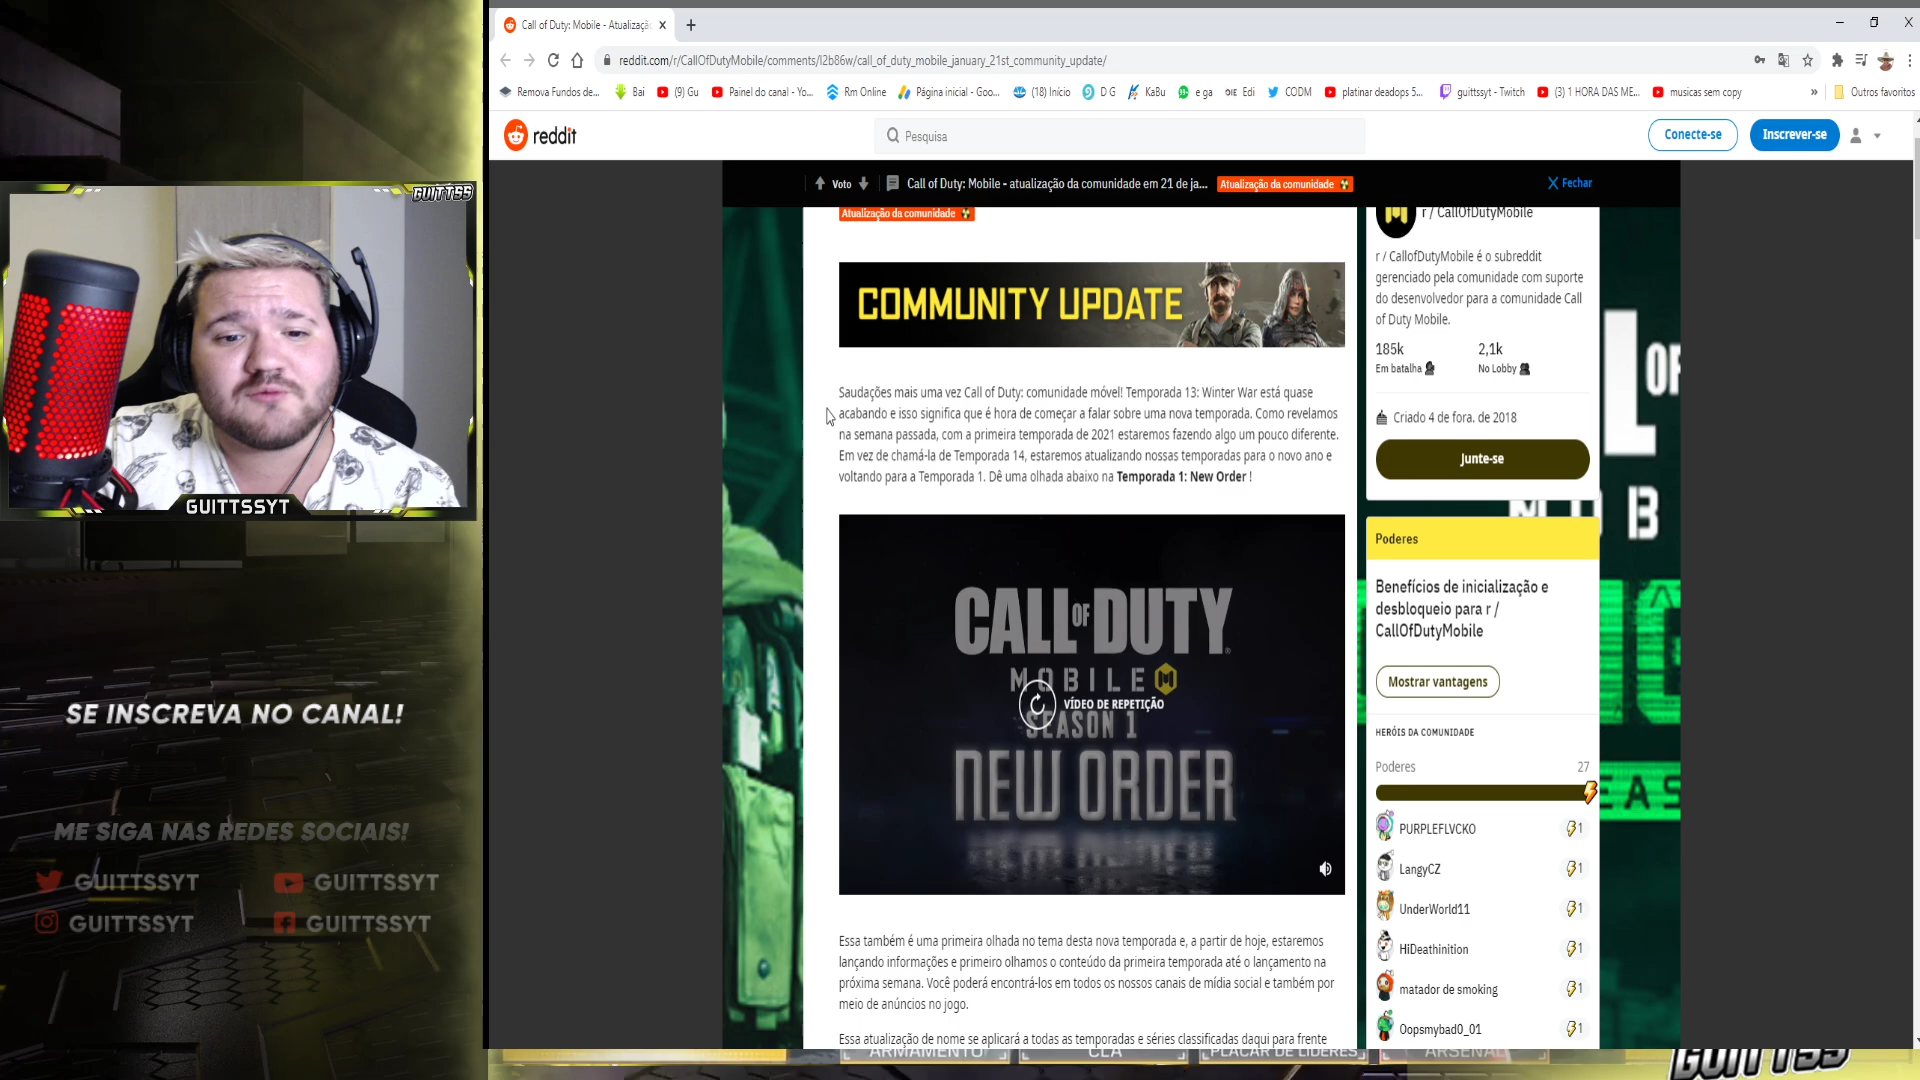 Call of Duty: Mobile - Atualizaçã
reddit.com/r/CallOfDutyMobile/comments/l2b86w/call_of_duty_mobile_january_21st_community_update/
Remova Fundos de...
Bai
(9) Gu
Painel do canal - Yo...
Rm Online
Página inicial - Goo...
(18) Início
D G
KaBu
e ga
Edi
CODM
platinar deadops 5...
guittssyt - Twitch
(3) 1 HORA DAS ME...
musicas sem copy
»
Outros favoritos
reddit
Pesquisa
Conecte-se
Inscrever-se
Voto
Call of Duty: Mobile - atualização da comunidade em 21 de ja...
Atualização da comunidade
Fechar
Atualização da comunidade
COMMUNITY UPDATE
Saudações mais uma vez Call of Duty: comunidade móvel! Temporada 13: Winter War está quase
acabando e isso significa que é hora de começar a falar sobre uma nova temporada. Como revelamos
na semana passada, com a primeira temporada de 2021 estaremos fazendo algo um pouco diferente.
Em vez de chamá-la de Temporada 14, estaremos atualizando nossas temporadas para o novo ano e
voltando para a Temporada 1. Dê uma olhada abaixo na Temporada 1: New Order !
CALL OF DUTY
MOBILE
VÍDEO DE REPETIÇÃO
SEASON 1
NEW ORDER
Essa também é uma primeira olhada no tema desta nova temporada e, a partir de hoje, estaremos
lançando informações e primeiro olhamos o conteúdo da primeira temporada até o lançamento na
próxima semana. Você poderá encontrá-los em todos os nossos canais de mídia social e também por
meio de anúncios no jogo.
Essa atualização de nome se aplicará a todas as temporadas e séries classificadas daqui para frente
r / CallOfDutyMobile
r / CallofDutyMobile é o subreddit
gerenciado pela comunidade com suporte
do desenvolvedor para a comunidade Call
of Duty Mobile.
185k
2,1k
Em batalha
No Lobby
Criado 4 de fora. de 2018
Junte-se
Poderes
Benefícios de inicialização e
desbloqueio para r /
CallOfDutyMobile
Mostrar vantagens
HERÓIS DA COMUNIDADE
Poderes 27
PURPLEFLVCKO 1
LangyCZ 1
UnderWorld11 1
HiDeathinition 1
matador de smoking 1
Oopsmybad0_01 1
GUITTSS
GUITTSSYT
SE INSCREVA NO CANAL!
ME SIGA NAS REDES SOCIAIS!
GUITTSSYT GUITTSSYT
GUITTSSYT GUITTSSYT
ARMAMENTO
CLÃ
PLACAR DE LÍDERES
ARSENAL
GUITTSS